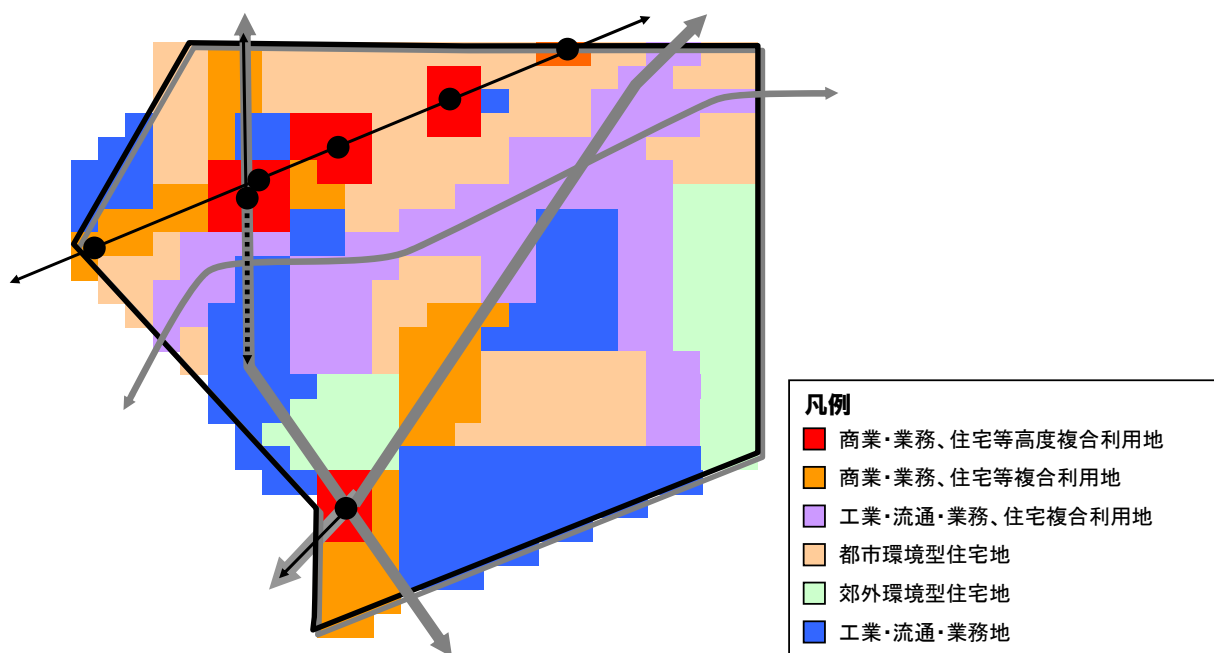 凡例
商業・業務、住宅等高度複合利用地
商業・業務、住宅等複合利用地
工業・流通・業務、住宅複合利用地
都市環境型住宅地
郊外環境型住宅地
工業・流通・業務地